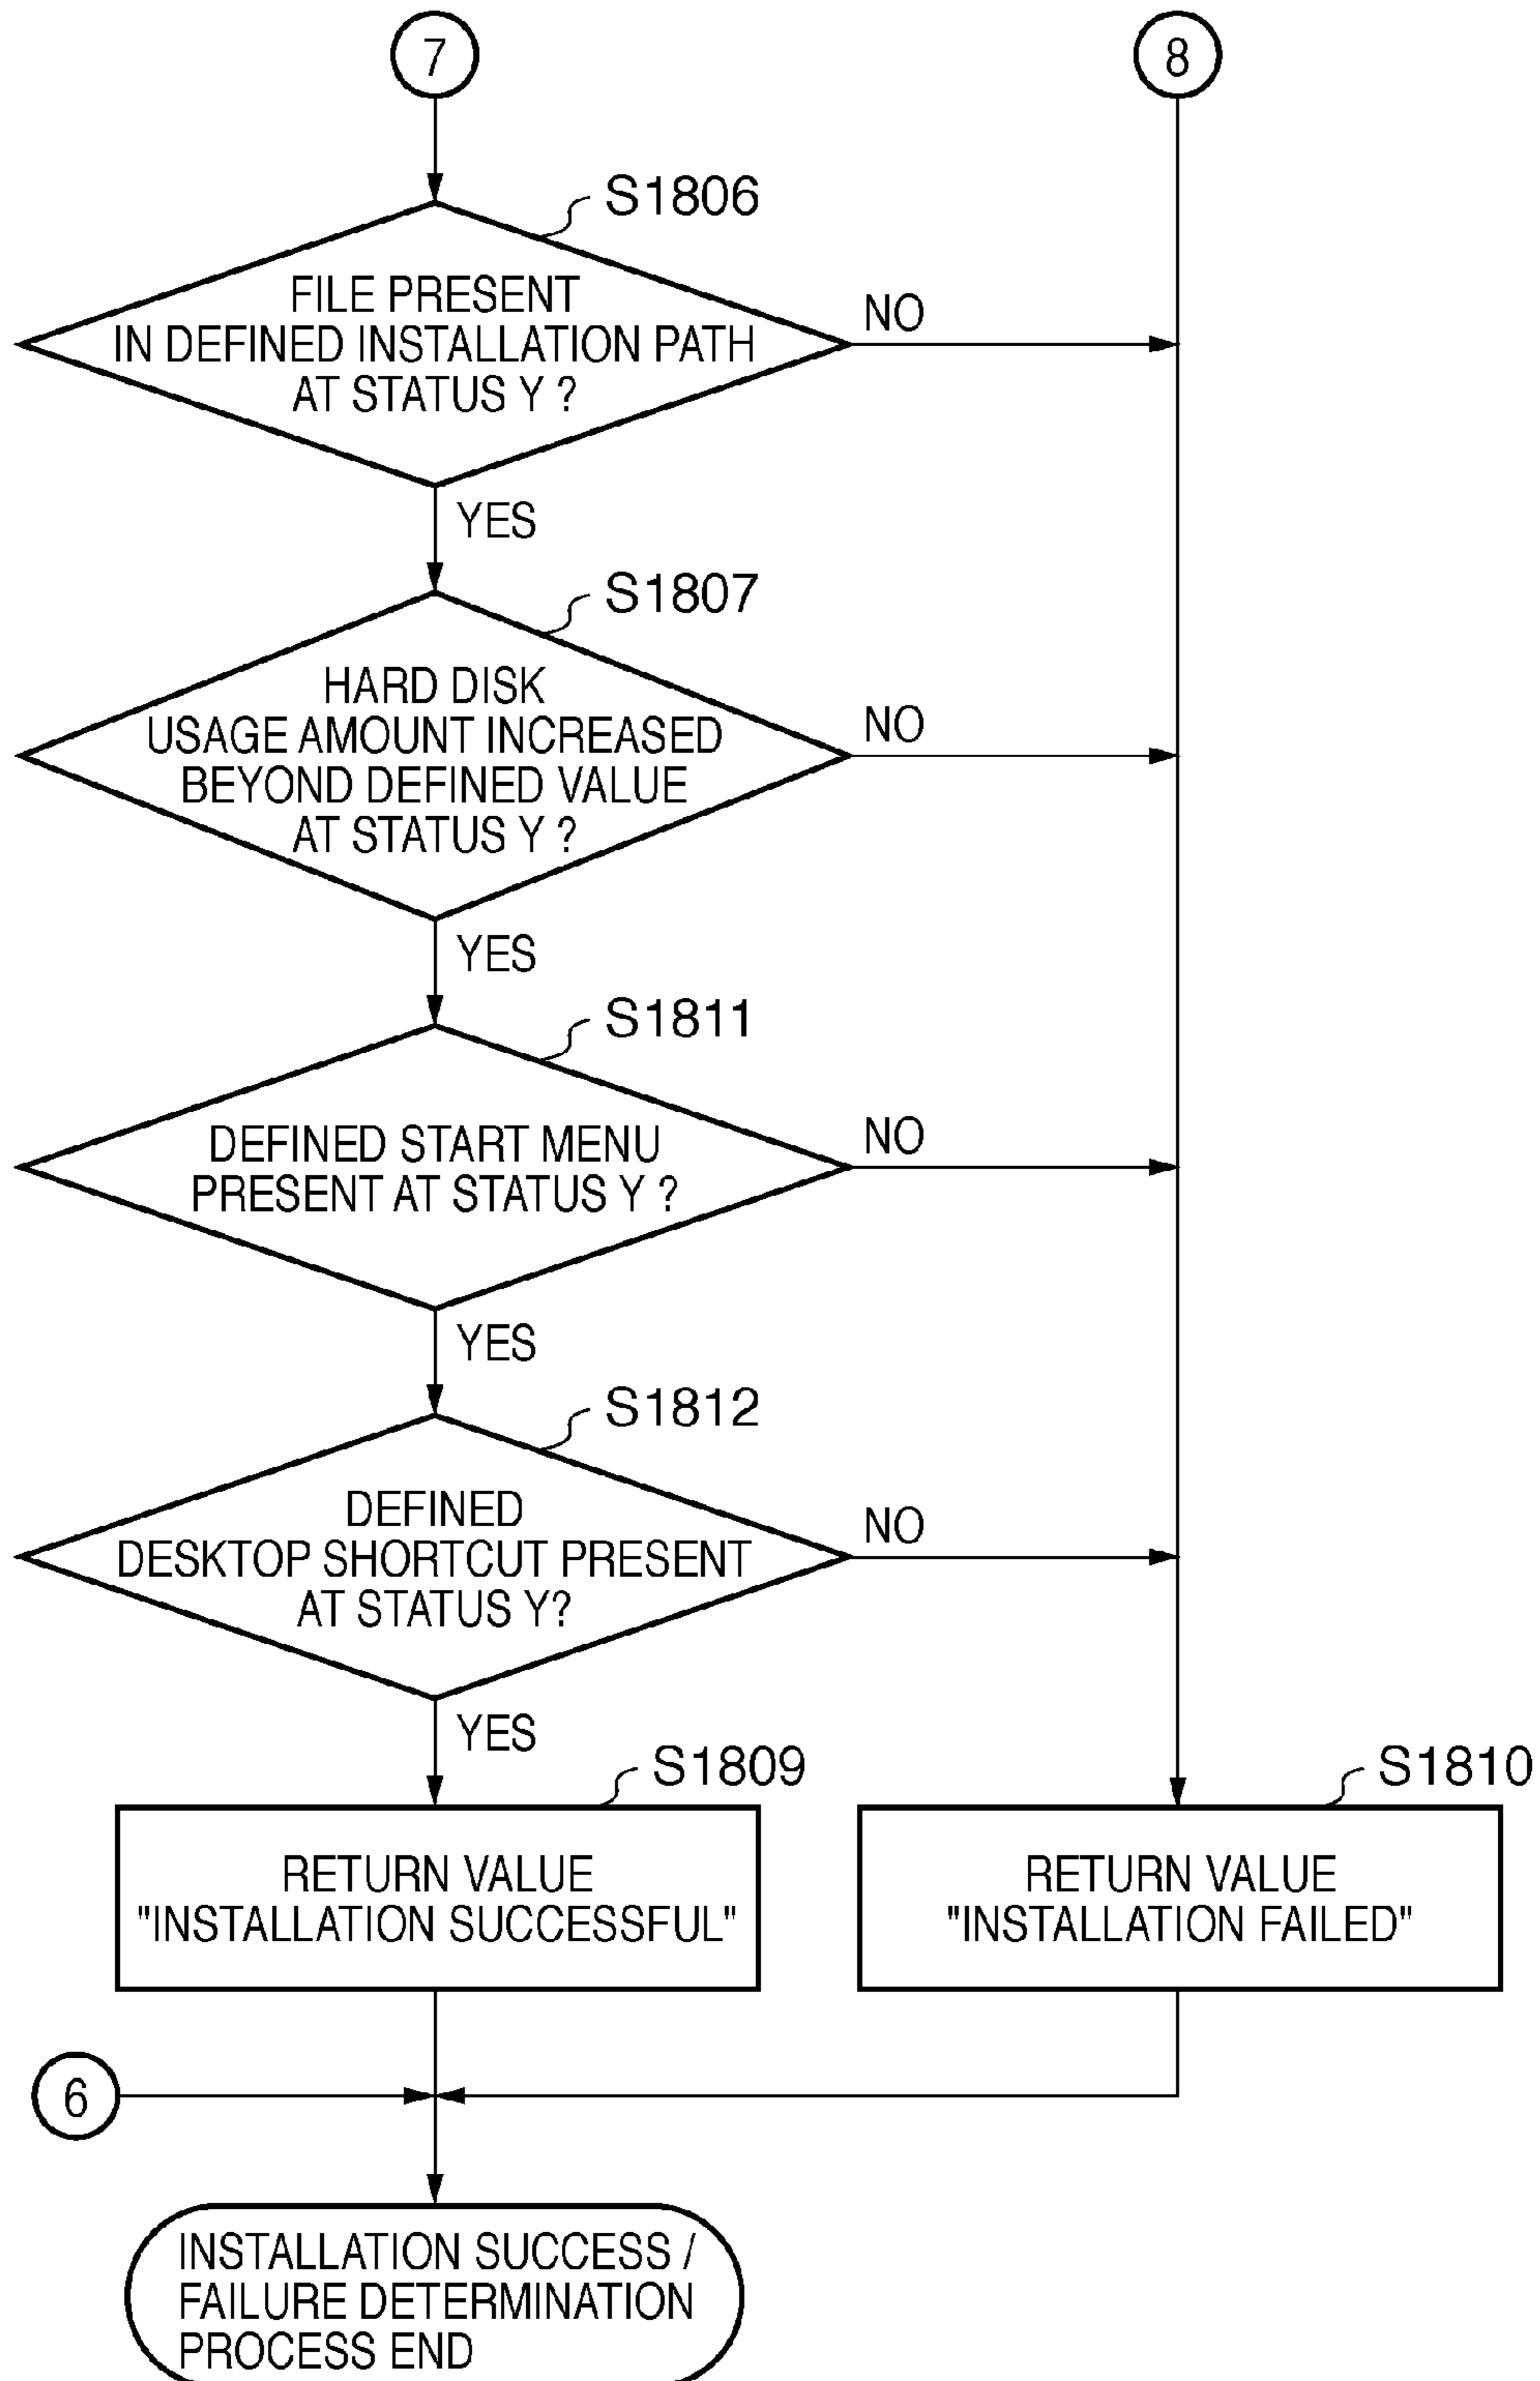 7
8
S1806
FILE PRESENT
IN DEFINED INSTALLATION PATH
AT STATUS Y ?
NO
YES
S1807
HARD DISK
USAGE AMOUNT INCREASED
BEYOND DEFINED VALUE
AT STATUS Y ?
NO
YES
S1811
DEFINED START MENU
PRESENT AT STATUS Y ?
NO
YES
S1812
DEFINED
DESKTOP SHORTCUT PRESENT
AT STATUS Y?
NO
YES
S1809
RETURN VALUE
"INSTALLATION SUCCESSFUL"
S1810
RETURN VALUE
"INSTALLATION FAILED"
6
INSTALLATION SUCCESS /
FAILURE DETERMINATION
PROCESS END